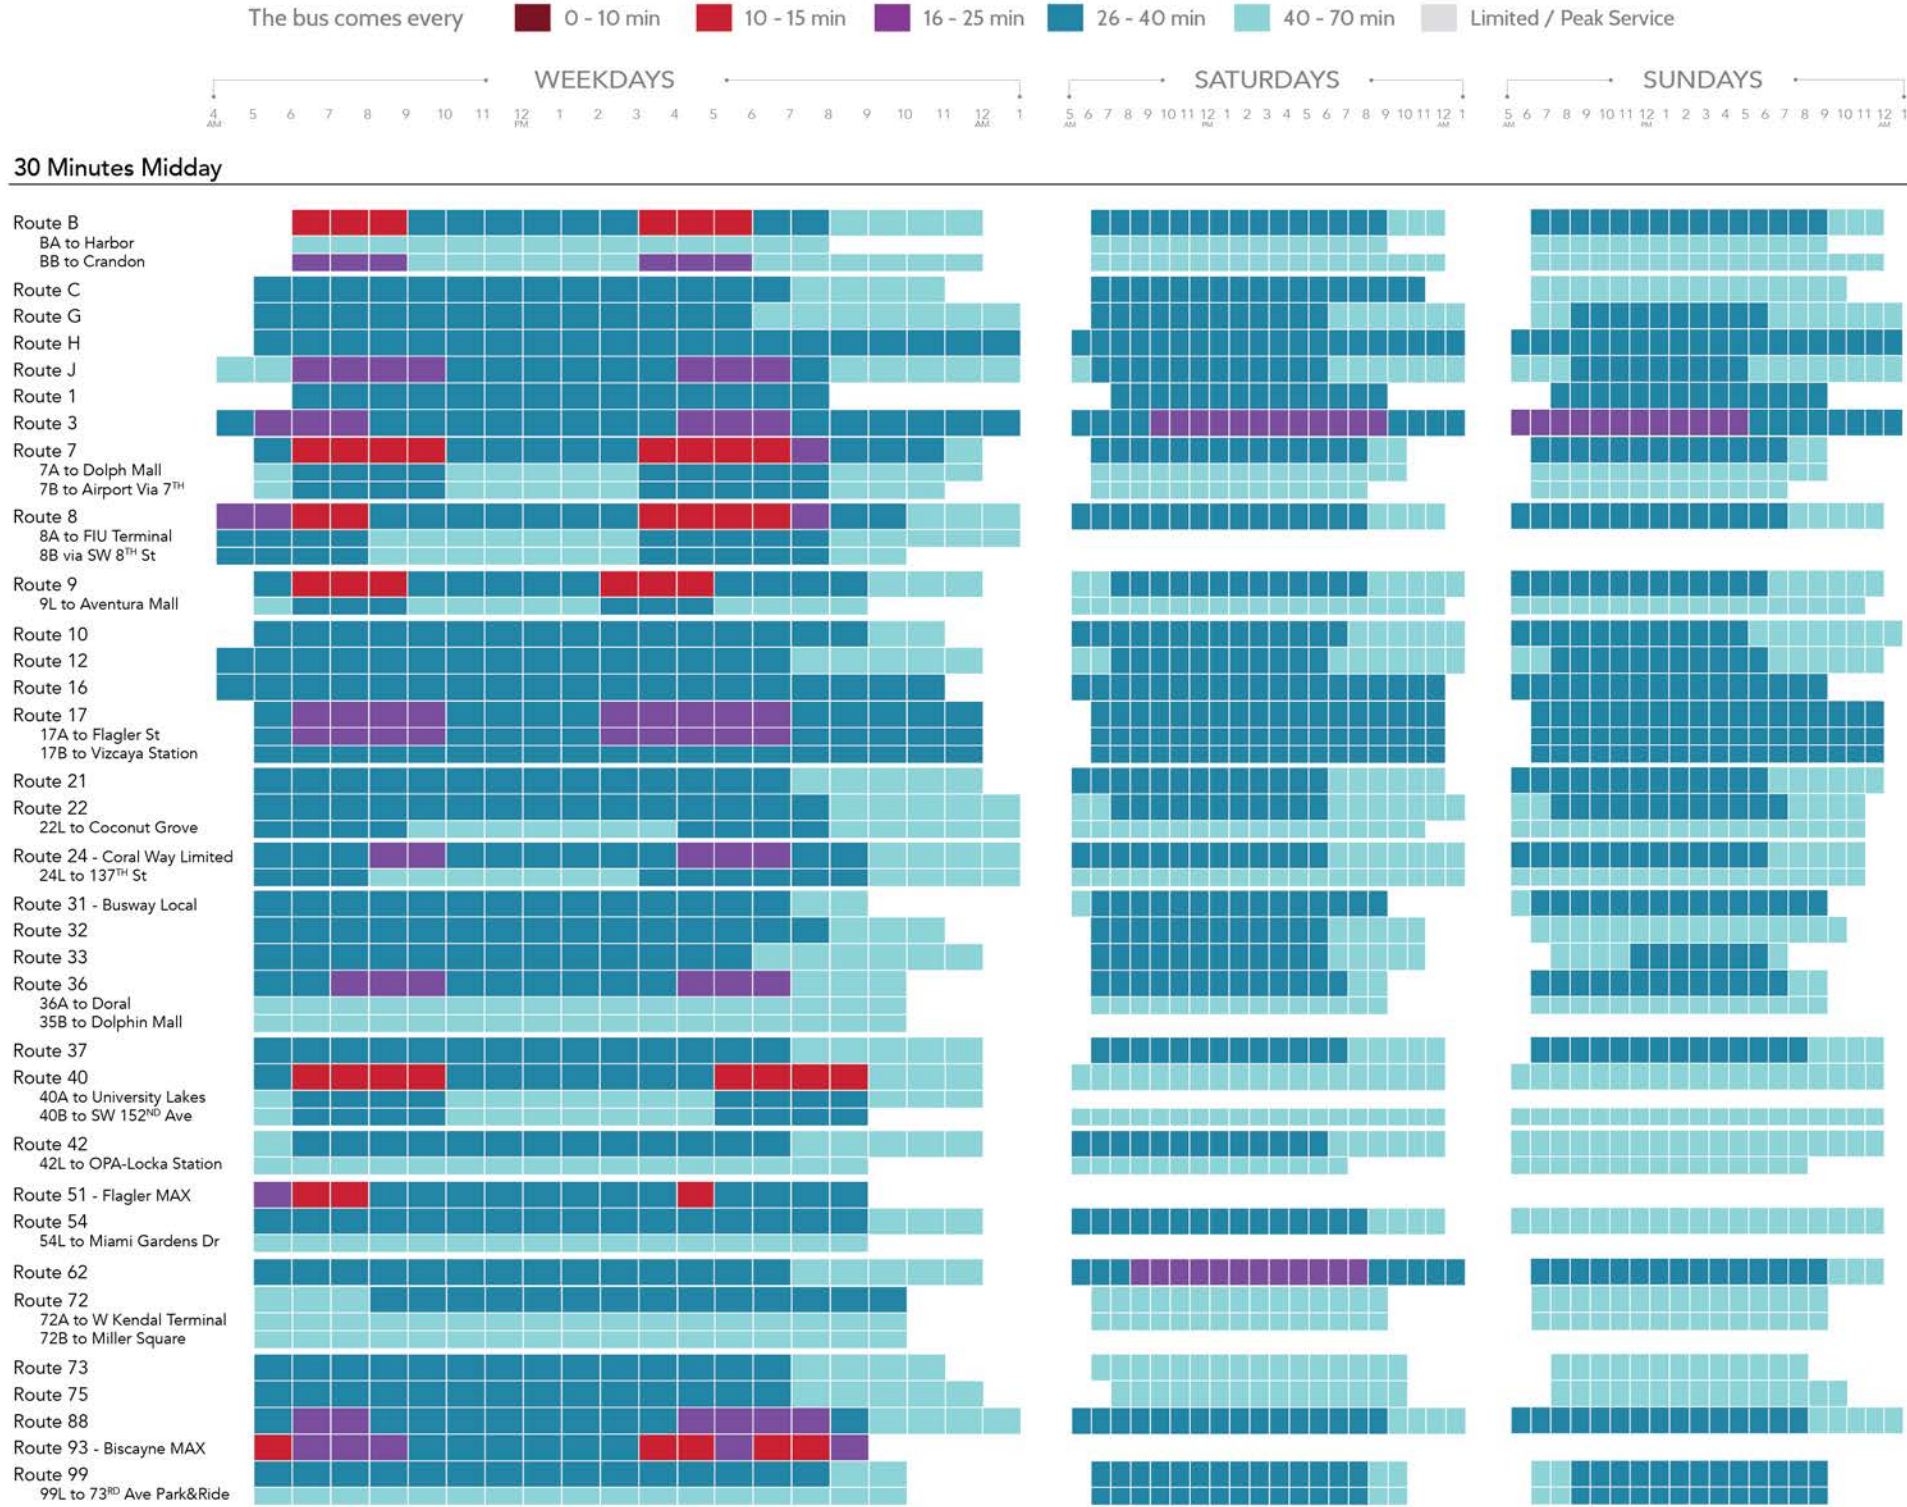 The bus comes every 0 - 10 min 10 - 15 min 16 - 25 min 26 - 40 min 40 - 70 min Limited / Peak Service
WEEKDAYS SATURDAYS SUNDAYS
4 5 6 7 8 9 10 11 12 1 2 3 4 5 6 7 8 9 10 11 12 1 5 6 7 8 9 10 11 12 1 2 3 4 5 6 7 8 9 10 11 12 1 5 6 7 8 9 10 11 12 1 2 3 4 5 6 7 8 9 10 11 12 1
AM PM AM AM PM AM AM PM AM
30 Minutes Midday
Route B
BA to Harbor
BB to Crandon
Route C
Route G
Route H
Route J
Route 1
Route 3
Route 7
7A to Dolph Mall
7B to Airport Via 7TH
Route 8
8A to FIU Terminal
8B via SW 8TH St
Route 9
9L to Aventura Mall
Route 10
Route 12
Route 16
Route 17
17A to Flagler St
17B to Vizcaya Station
Route 21
Route 22
22L to Coconut Grove
Route 24 - Coral Way Limited
24L to 137TH St
Route 31 - Busway Local
Route 32
Route 33
Route 36
36A to Doral
35B to Dolphin Mall
Route 37
Route 40
40A to University Lakes
40B to SW 152ND Ave
Route 42
42L to OPA-Locka Station
Route 51 - Flagler MAX
Route 54
54L to Miami Gardens Dr
Route 62
Route 72
72A to W Kendal Terminal
72B to Miller Square
Route 73
Route 75
Route 88
Route 93 - Biscayne MAX
Route 99
99L to 73RD Ave Park&Ride